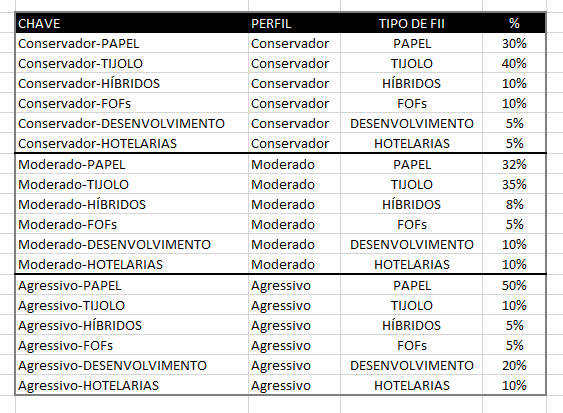 CHAVE PERFIL TIPO DE FII %
Conservador-PAPEL Conservador PAPEL 30%
Conservador-TIJOLO Conservador TIJOLO 40%
Conservador-HÍBRIDOS Conservador HÍBRIDOS 10%
Conservador-FOFs Conservador FOFs 10%
Conservador-DESENVOLVIMENTO Conservador DESENVOLVIMENTO 5%
Conservador-HOTELARIAS Conservador HOTELARIAS 5%
Moderado-PAPEL Moderado PAPEL 32%
Moderado-TIJOLO Moderado TIJOLO 35%
Moderado-HÍBRIDOS Moderado HÍBRIDOS 8%
Moderado-FOFs Moderado FOFs 5%
Moderado-DESENVOLVIMENTO Moderado DESENVOLVIMENTO 10%
Moderado-HOTELARIAS Moderado HOTELARIAS 10%
Agressivo-PAPEL Agressivo PAPEL 50%
Agressivo-TIJOLO Agressivo TIJOLO 10%
Agressivo-HÍBRIDOS Agressivo HÍBRIDOS 5%
Agressivo-FOFs Agressivo FOFs 5%
Agressivo-DESENVOLVIMENTO Agressivo DESENVOLVIMENTO 20%
Agressivo-HOTELARIAS Agressivo HOTELARIAS 10%